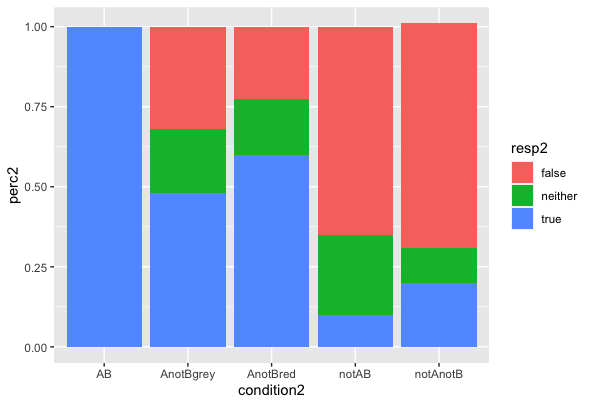 perc2
1.00
0.75
0.50
0.25
0.00
AB AnotBgrey AnotBred notAB notAnotB
condition2
resp2
false
neither
true